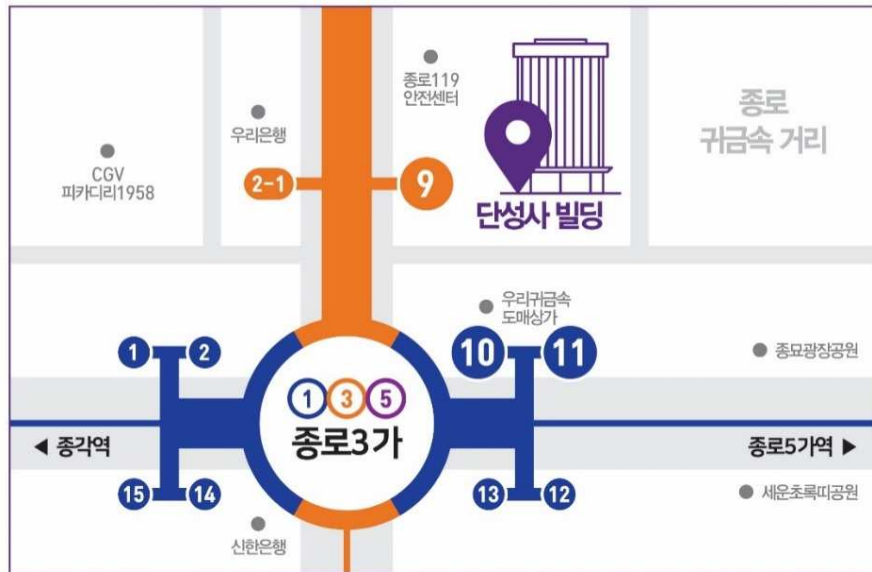 종로119
안전센터
우리은행
종로
귀금속 거리
CGV
피카디리1958
2-1
9
단성사 빌딩
우리귀금속
도매상가
1
2
10
11
종묘광장공원
1 3 5
종로3가
◀ 종각역
종로5가역 ▶
15
14
13
12
세운초록띠공원
신한은행